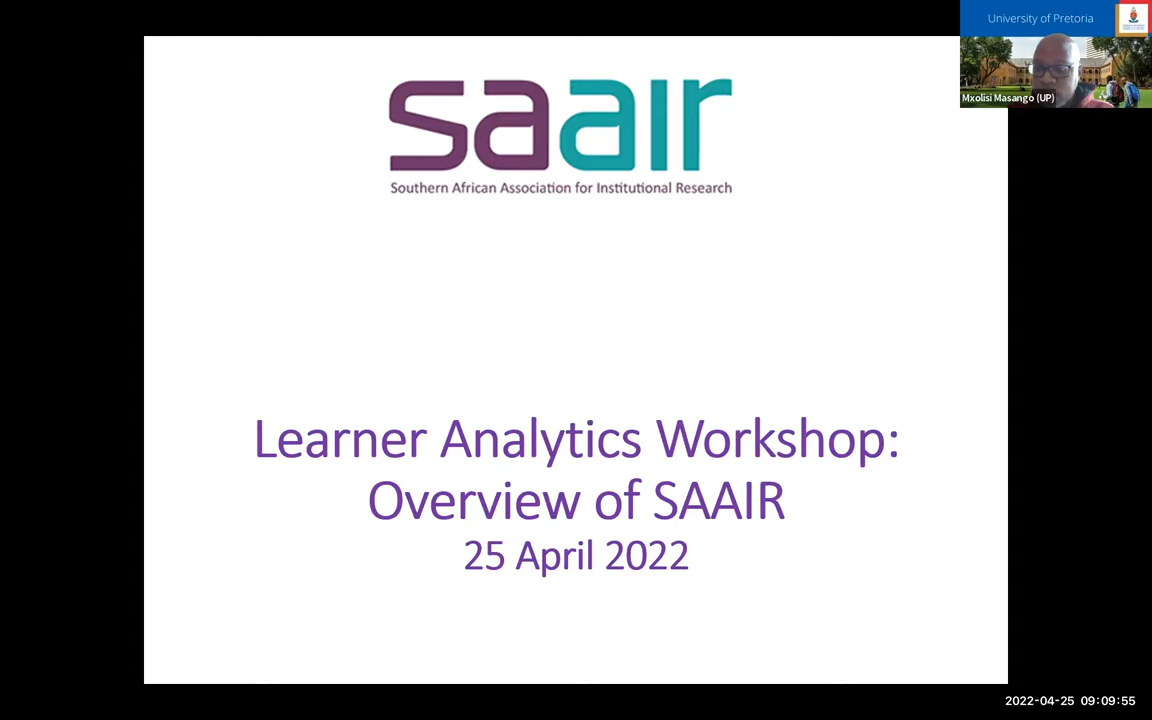 University of Pretoria
Mxolisi Masango (UP)
saair
Southern African Association for Institutional Research
Learner Analytics Workshop:
Overview of SAAIR
25 April 2022
2022-04-25 09:09:55